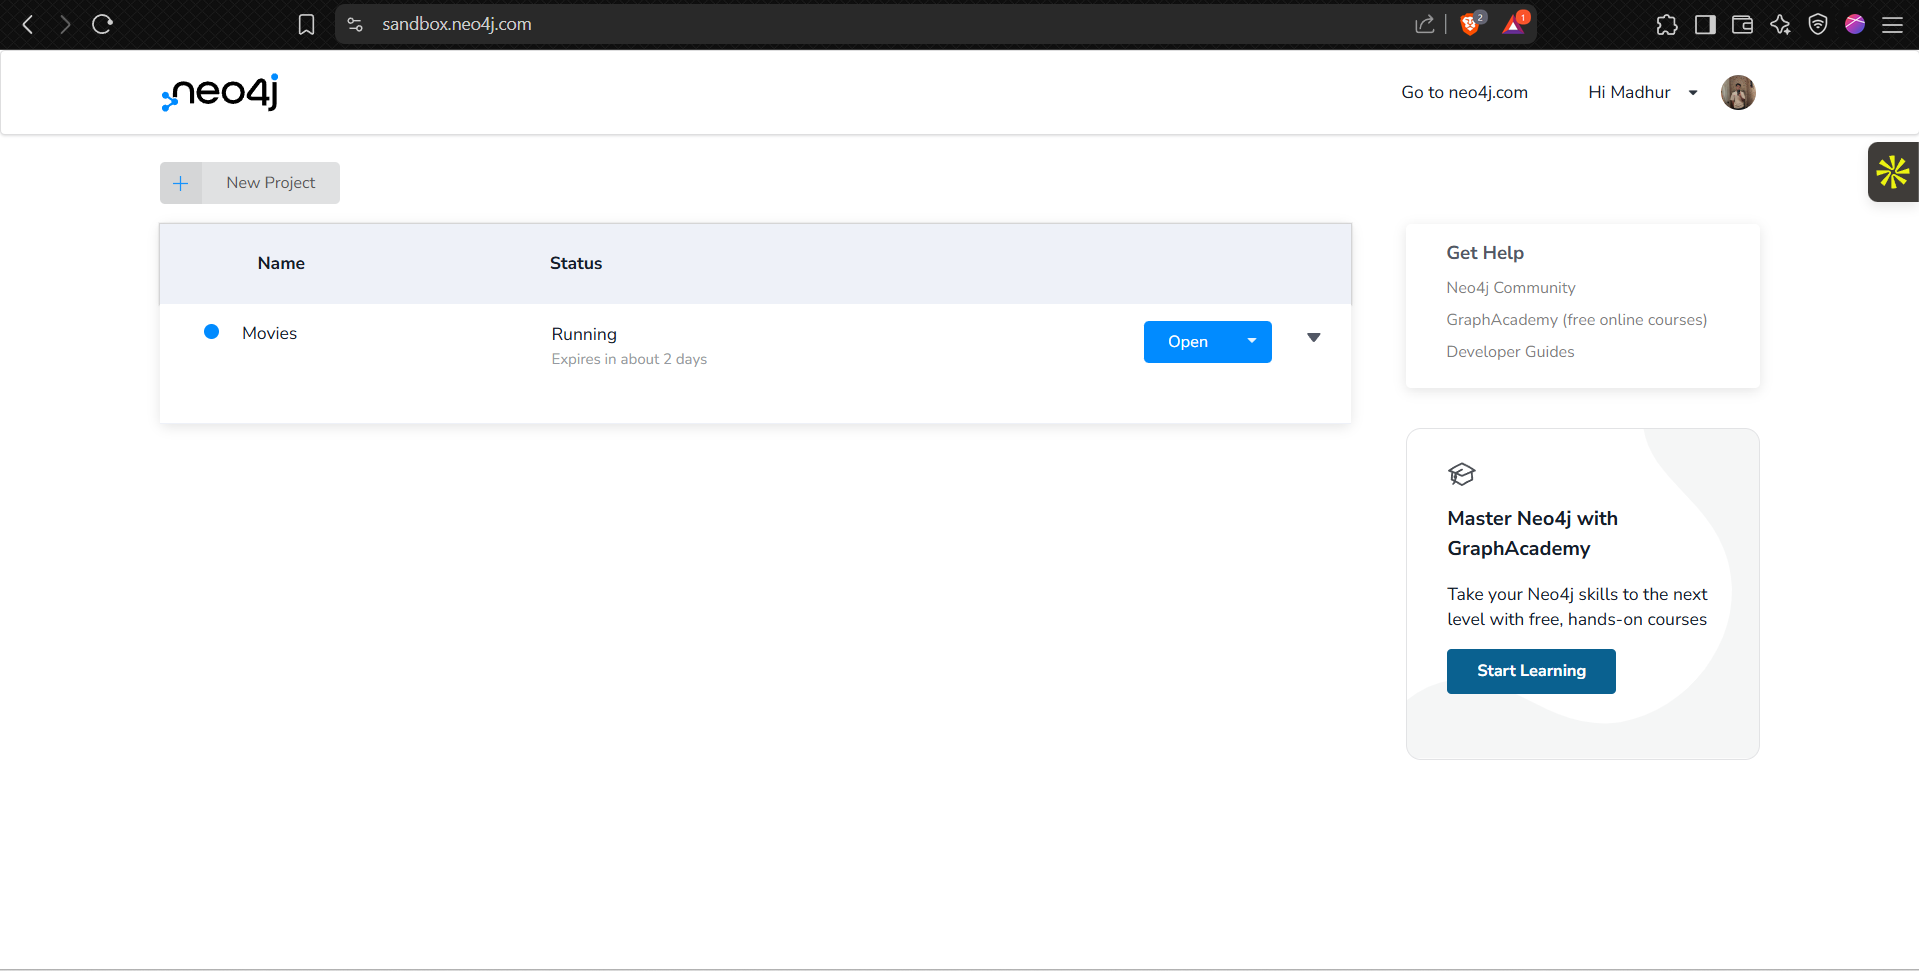 sandbox.neo4j.com
2
1
neo4j
Go to neo4j.com
Hi Madhur
New Project
Name
Status
Movies
Running
Expires in about 2 days
Open
Get Help
Neo4j Community
GraphAcademy (free online courses)
Developer Guides
Master Neo4j with
GraphAcademy
Take your Neo4j skills to the next
level with free, hands-on courses
Start Learning